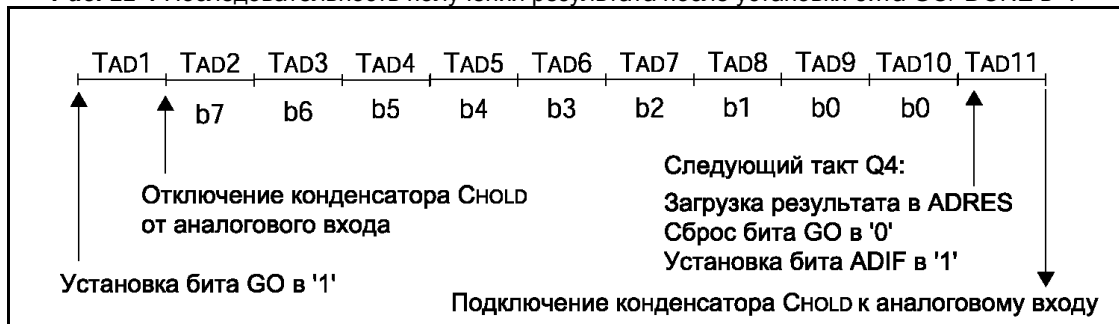 TAD1 TAD2 TAD3 TAD4 TAD5 TAD6 TAD7 TAD8 TAD9 TAD10 TAD11
b7 b6 b5 b4 b3 b2 b1 b0 b0
Отключение конденсатора CHOLD
от аналогового входа
Установка бита GO в '1'
Следующий такт Q4:
Загрузка результата в ADRES
Сброс бита GO в '0'
Установка бита ADIF в '1'
Подключение конденсатора CHOLD к аналоговому входу